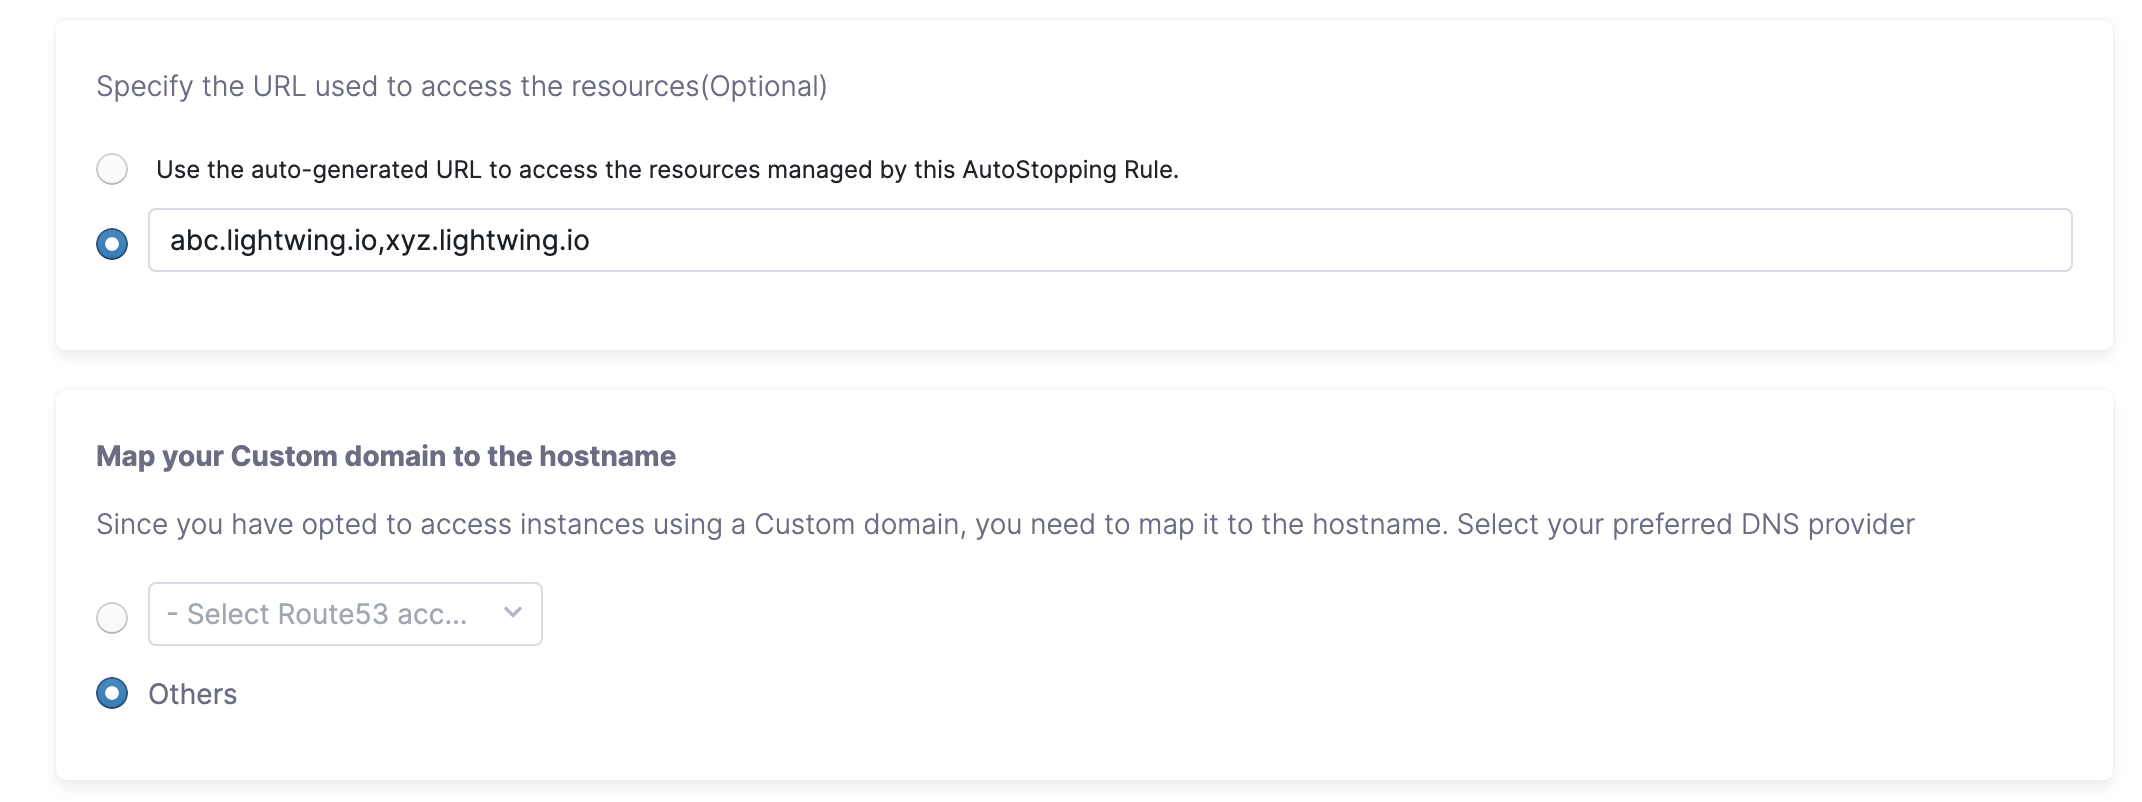 Specify the URL used to access the resources(Optional)
Use the auto-generated URL to access the resources managed by this AutoStopping Rule.
abc.lightwing.io,xyz.lightwing.io
Map your Custom domain to the hostname
Since you have opted to access instances using a Custom domain, you need to map it to the hostname. Select your preferred DNS provider
- Select Route53 acc...
Others